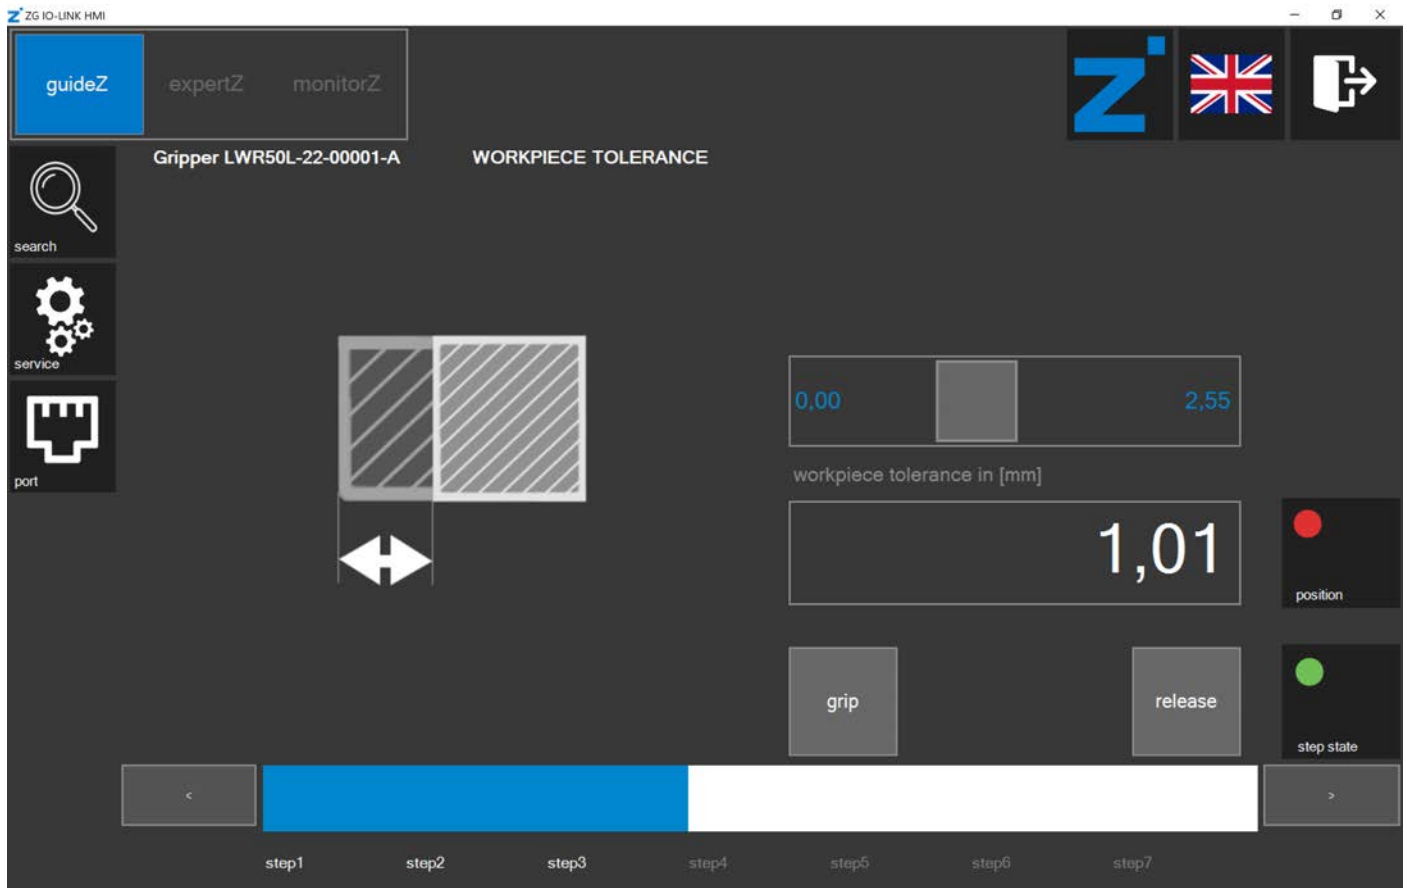 ZG IO-LINK HMI
guideZ expertZ monitorZ
Gripper LWR50L-22-00001-A WORKPIECE TOLERANCE
search
service
port
0,00 2,55
workpiece tolerance in [mm]
1,01
position
grip release
step state
< >
step1 step2 step3 step4 step5 step6 step7